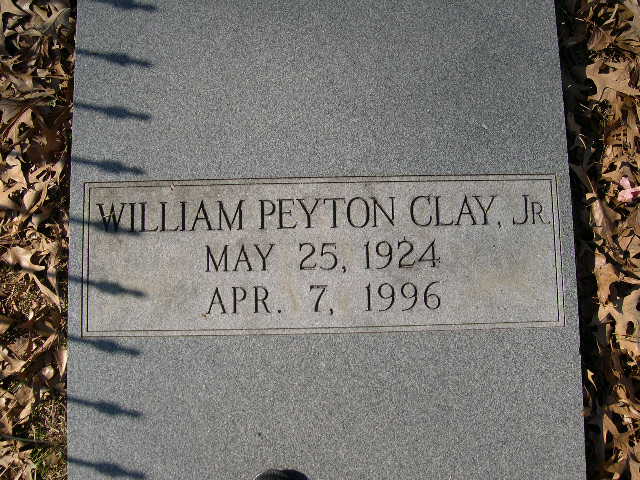 WILLIAM PEYTON CLAY, JR.
MAY 25, 1924
APR. 7, 1996